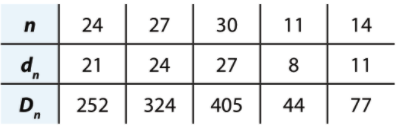 n 24 27 30 11 14
dₙ 21 24 27 8 11
Dₙ 252 324 405 44 77